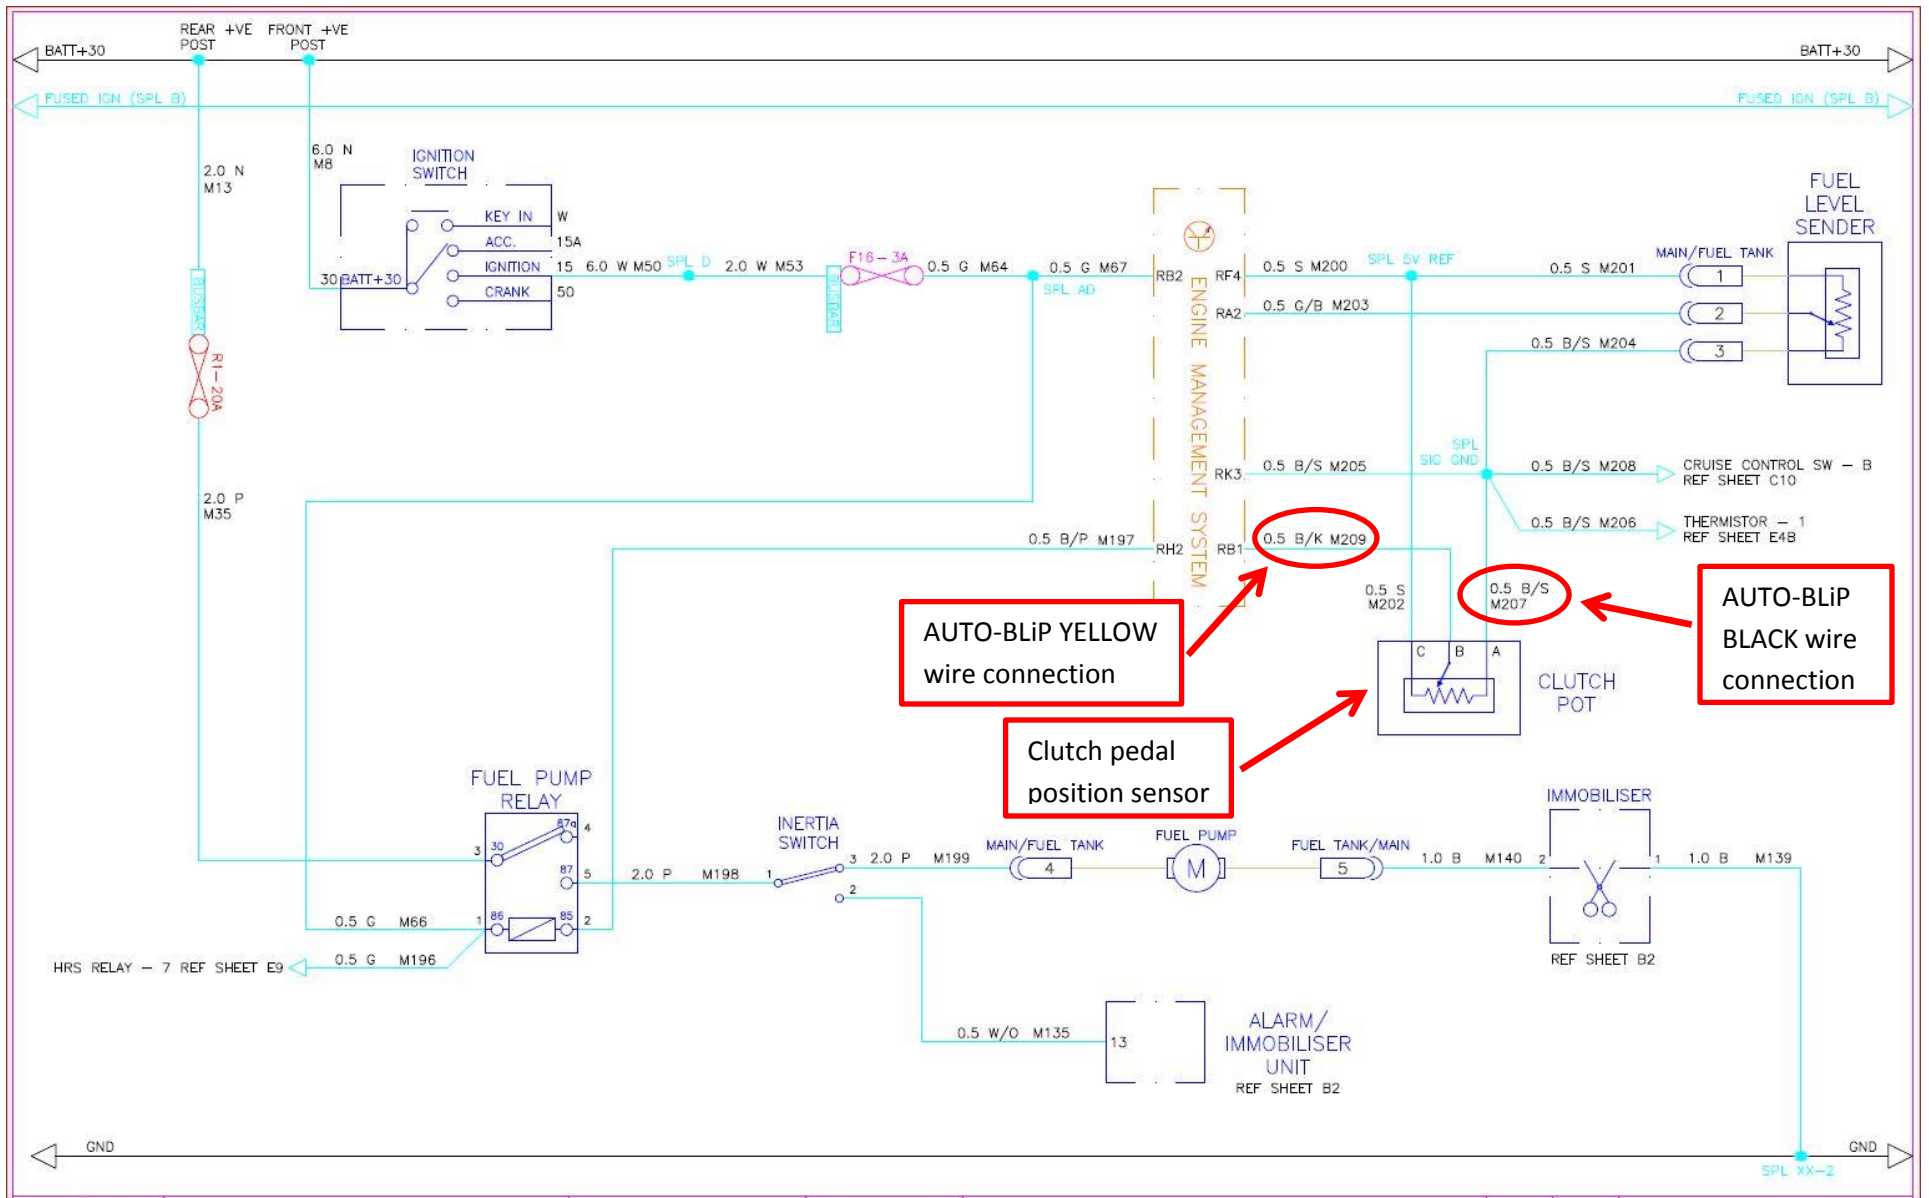 REAR +VE
POST
FRONT +VE
POST
BATT+30
BATT+30
FUSED IGN (SPL B)
FUSED IGN (SPL B)
2.0 N
M13
6.0 N
M8
IGNITION
SWITCH
KEY IN
W
ACC.
15A
IGNITION
15
CRANK
50
30
BATT+30
6.0 W M50
SPL D
2.0 W M53
BUSBAR
F16-3A
0.5 G M64
SPL AD
0.5 G M67
RB2
RF4
RA2
RK3
RH2
RB1
ENGINE MANAGEMENT SYSTEM
0.5 S M200
SPL 5V REF
0.5 S M201
0.5 G/B M203
0.5 B/S M204
MAIN/FUEL TANK
1
2
3
FUEL
LEVEL
SENDER
BUSBAR
R1-20A
2.0 P
M35
0.5 B/S M205
SPL
SIG GND
0.5 B/S M208
CRUISE CONTROL SW - B
REF SHEET C10
0.5 B/S M206
THERMISTOR - 1
REF SHEET E4B
0.5 B/P M197
0.5 B/K M209
0.5 S
M202
0.5 B/S
M207
AUTO-BLiP YELLOW
wire connection
AUTO-BLiP
BLACK wire
connection
C
B
A
CLUTCH
POT
Clutch pedal
position sensor
FUEL PUMP
RELAY
3
30
87a
4
87
5
1
86
85
2
2.0 P M198
INERTIA
SWITCH
1
3
2
2.0 P M199
MAIN/FUEL TANK
4
FUEL PUMP
M
FUEL TANK/MAIN
5
1.0 B M140
2
IMMOBILISER
1
1.0 B M139
REF SHEET B2
0.5 G M66
0.5 G M196
HRS RELAY - 7 REF SHEET E9
0.5 W/O M135
13
ALARM/
IMMOBILISER
UNIT
REF SHEET B2
GND
GND
SPL XX-2